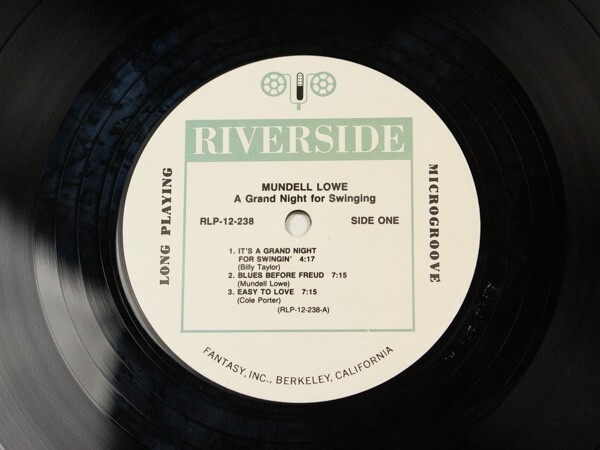 RIVERSIDE
MUNDELL LOWE
A Grand Night for Swinging
RLP-12-238 SIDE ONE
LONG PLAYING
MICROGROOVE
1. IT'S A GRAND NIGHT
FOR SWINGIN' 4:17
(Billy Taylor)
2. BLUES BEFORE FREUD 7:15
(Mundell Lowe)
3. EASY TO LOVE 7:15
(Cole Porter)
(RLP-12-238-A)
FANTASY, INC., BERKELEY, CALIFORNIA